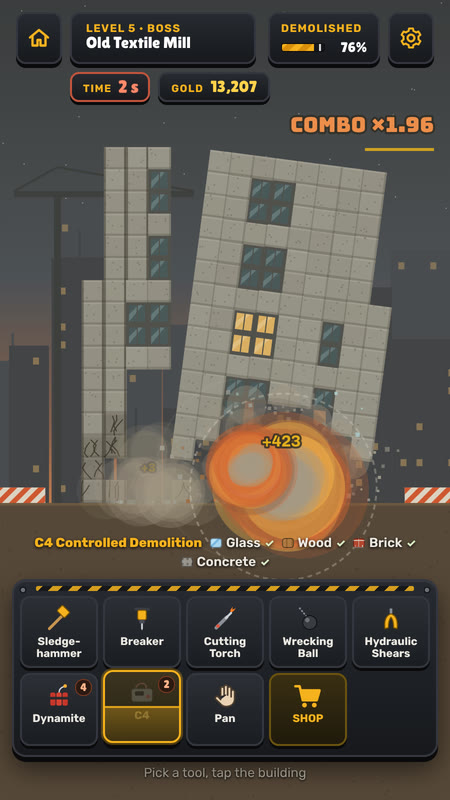 LEVEL 5 • BOSS
Old Textile Mill
DEMOLISHED
76%
TIME 2 s
GOLD 13,207
COMBO ×1.96
+423
C4 Controlled Demolition Glass ✓ Wood ✓ Brick ✓
Concrete ✓
Sledge-
hammer
Breaker
Cutting
Torch
Wrecking
Ball
Hydraulic
Shears
Dynamite
4
C4
2
Pan
SHOP
Pick a tool, tap the building